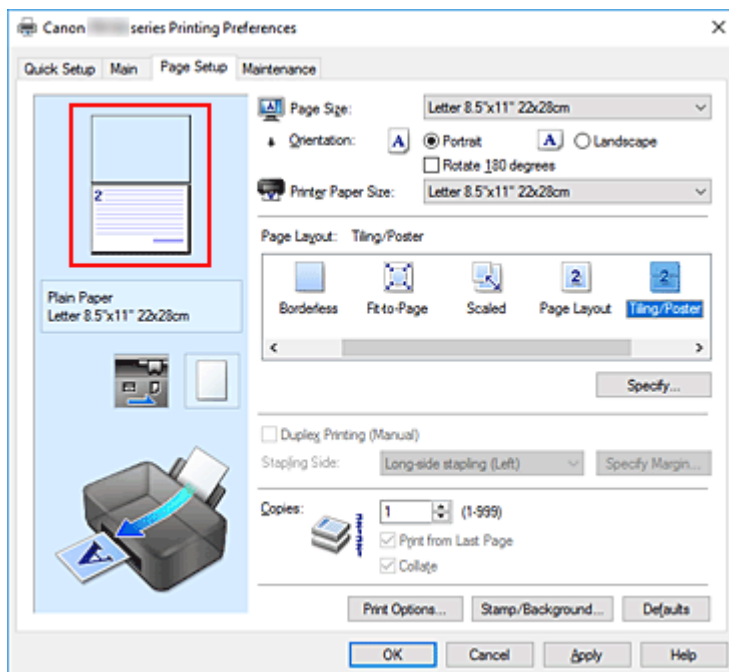 Canon series Printing Preferences
Quick Setup Main Page Setup Maintenance
2
Plain Paper
Letter 8.5"x11" 22x28cm
A
Page Size: Letter 8.5"x11" 22x28cm
Orientation: A Portrait A Landscape
Rotate 180 degrees
Printer Paper Size: Letter 8.5"x11" 22x28cm
Page Layout: Tiling/Poster
2 2
Borderless Fit-to-Page Scaled Page Layout Tiling/Poster
Specify...
Duplex Printing (Manual)
Stapling Side: Long-side stapling (Left) Specify Margin...
Copies: 1 (1-999)
Print from Last Page
Collate
Print Options... Stamp/Background... Defaults
OK Cancel Apply Help